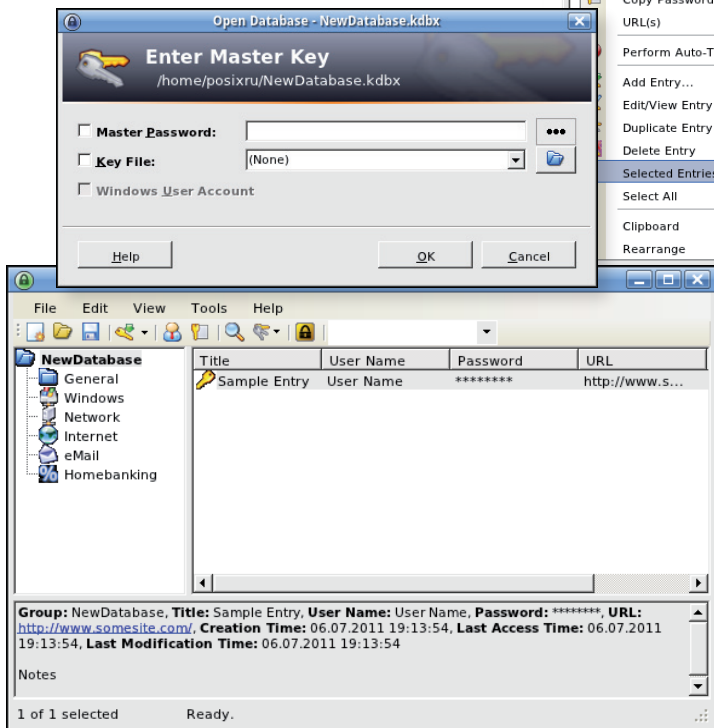 Open Database - NewDatabase.kdbx
Enter Master Key
/home/posixru/NewDatabase.kdbx
Master Password:
Key File:
(None)
Windows User Account
Help
OK
Cancel
Copy Password
URL(s)
Perform Auto-T
Add Entry...
Edit/View Entry
Duplicate Entry
Delete Entry
Selected Entries
Select All
Clipboard
Rearrange
File Edit View Tools Help
NewDatabase
General
Windows
Network
Internet
eMail
Homebanking
Title User Name Password URL
Sample Entry User Name ******** http://www.s...
Group: NewDatabase, Title: Sample Entry, User Name: User Name, Password: ********, URL:
http://www.somesite.com/, Creation Time: 06.07.2011 19:13:54, Last Access Time: 06.07.2011
19:13:54, Last Modification Time: 06.07.2011 19:13:54
Notes
1 of 1 selected Ready.